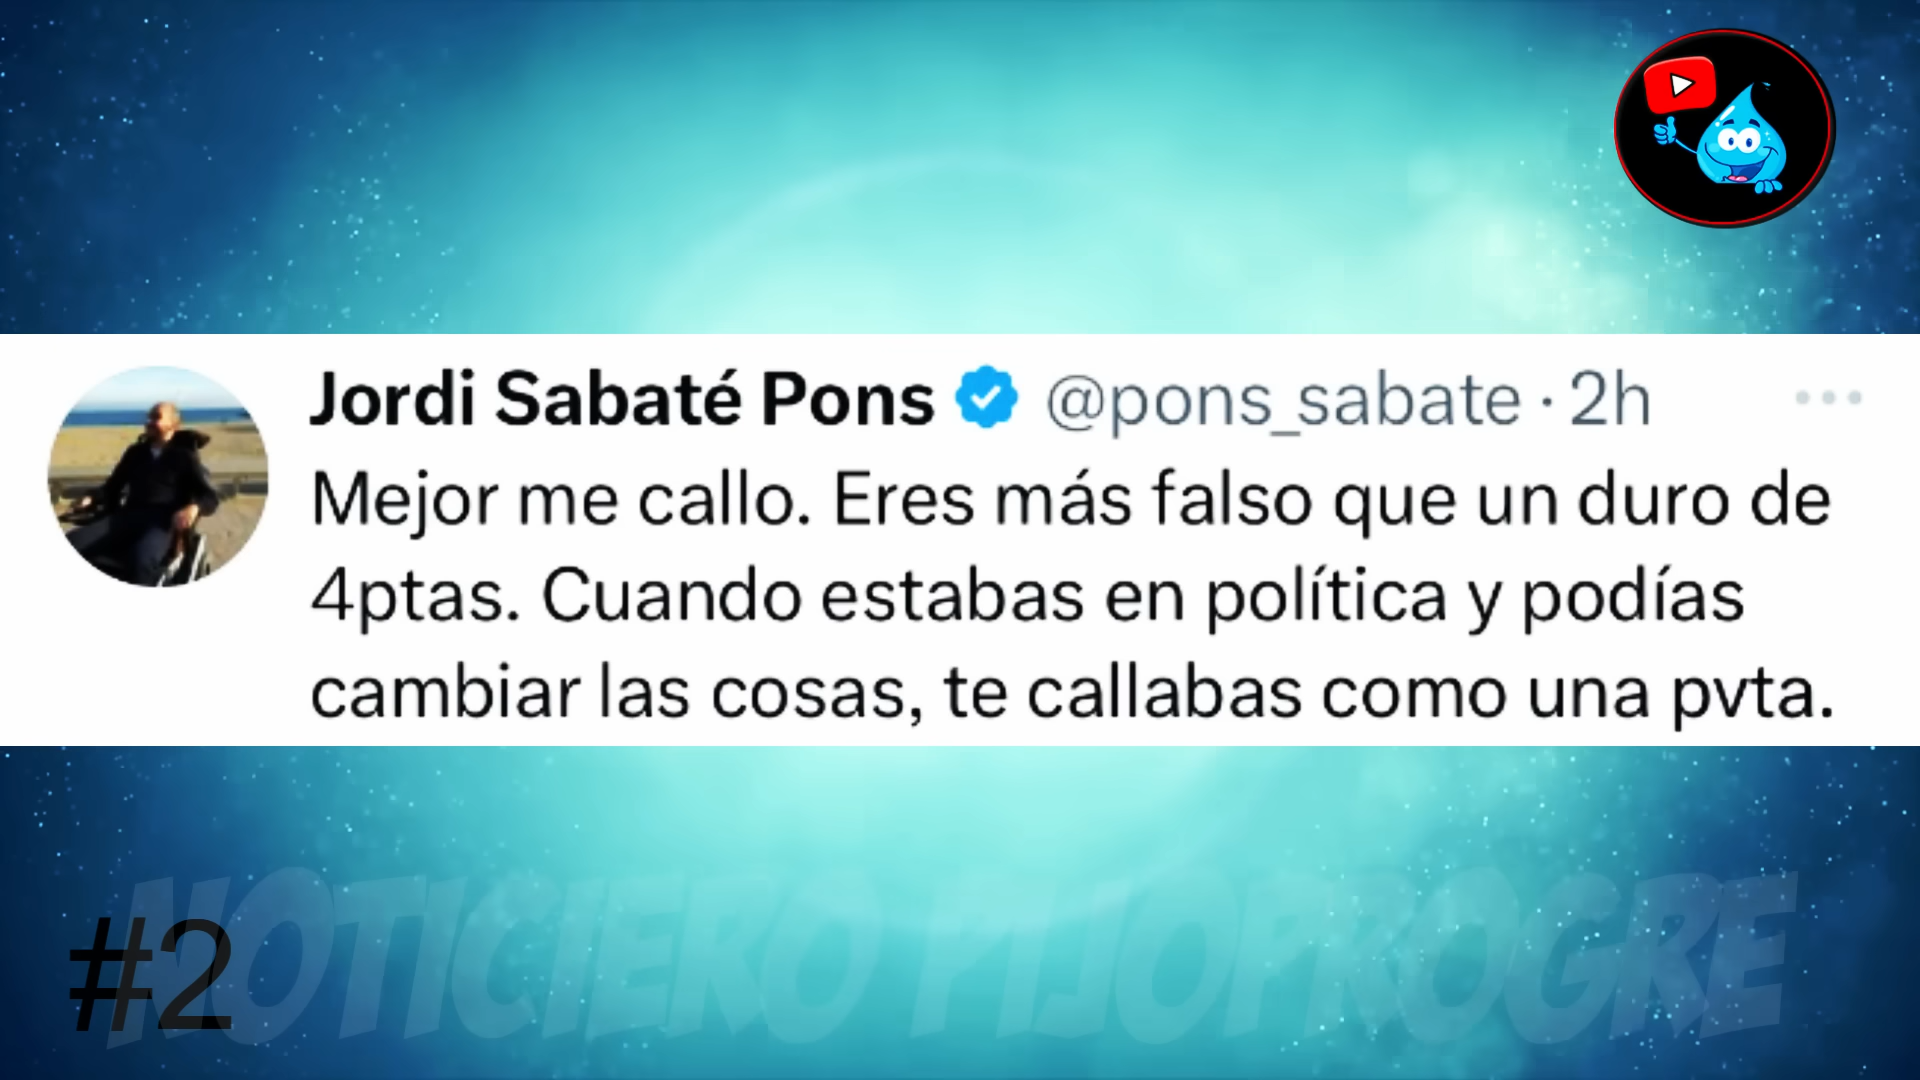 Jordi Sabaté Pons @pons_sabate · 2h
Mejor me callo. Eres más falso que un duro de
4ptas. Cuando estabas en política y podías
cambiar las cosas, te callabas como una pvta.
NOTICIERO PIJOPROGRE
#2